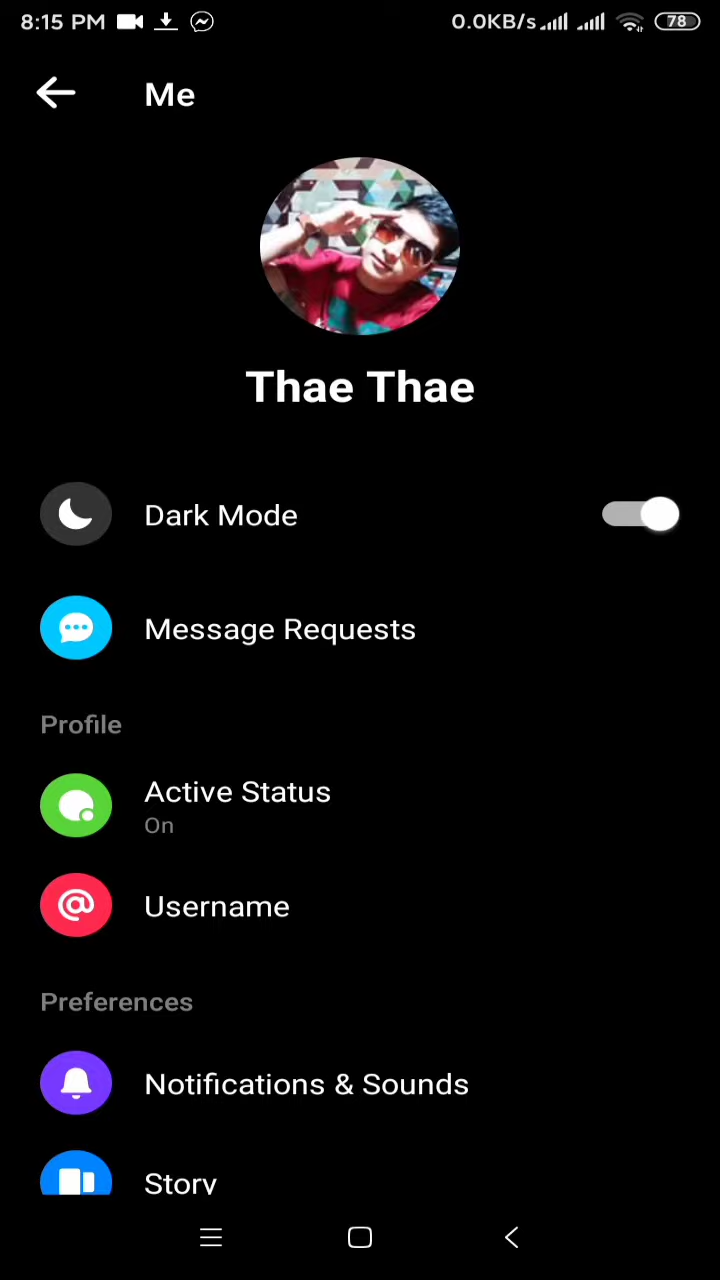 8:15 PM 0.0KB/s 78
Me
Thae Thae
Dark Mode
Message Requests
Profile
Active Status
On
Username
Preferences
Notifications & Sounds
Story